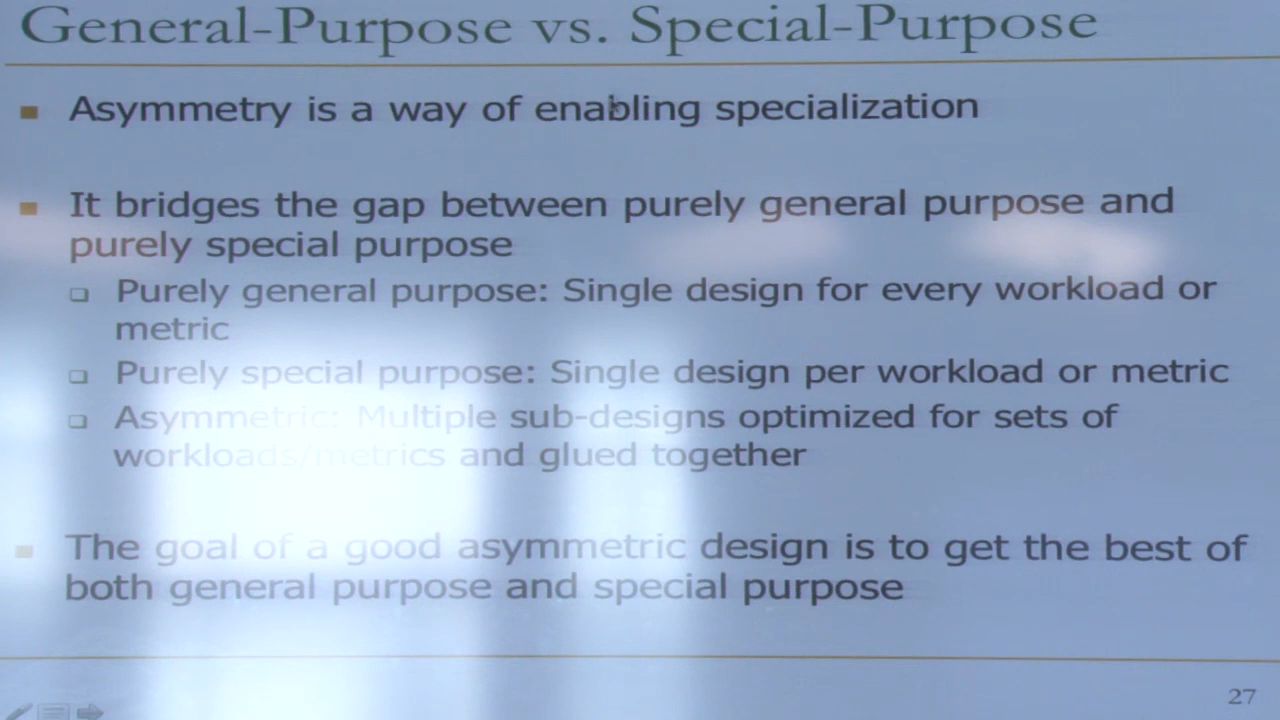 General-Purpose vs. Special-Purpose
Asymmetry is a way of enabling specialization
It bridges the gap between purely general purpose and
purely special purpose
Purely general purpose: Single design for every workload or
metric
Purely special purpose: Single design per workload or metric
Asymmetric: Multiple sub-designs optimized for sets of
workloads/metrics and glued together
The goal of a good asymmetric design is to get the best of
both general purpose and special purpose
27